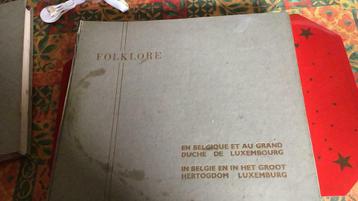 FOLKLORE
EN BELGIQUE ET AU GRAND
DUCHE DE LUXEMBOURG
IN BELGIE EN IN HET GROOT
HERTOGDOM LUXEMBURG